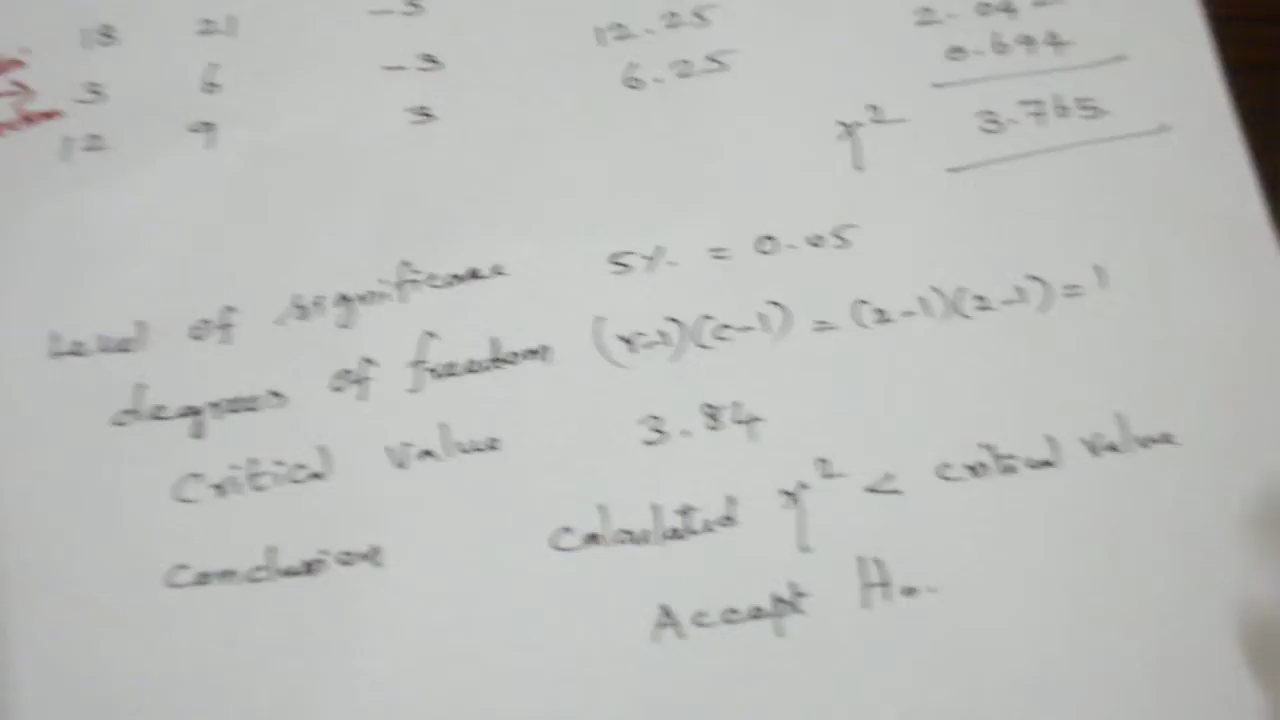 18 21 -3 12.25
3 6 -3 6.25 0.694
12 9 3 χ² 3.765
Level of significance 5% = 0.05
degrees of freedom (r-1)(c-1) = (2-1)(2-1) = 1
Critical value 3.84
Conclusion Calculated χ² < critical value
Accept H₀.